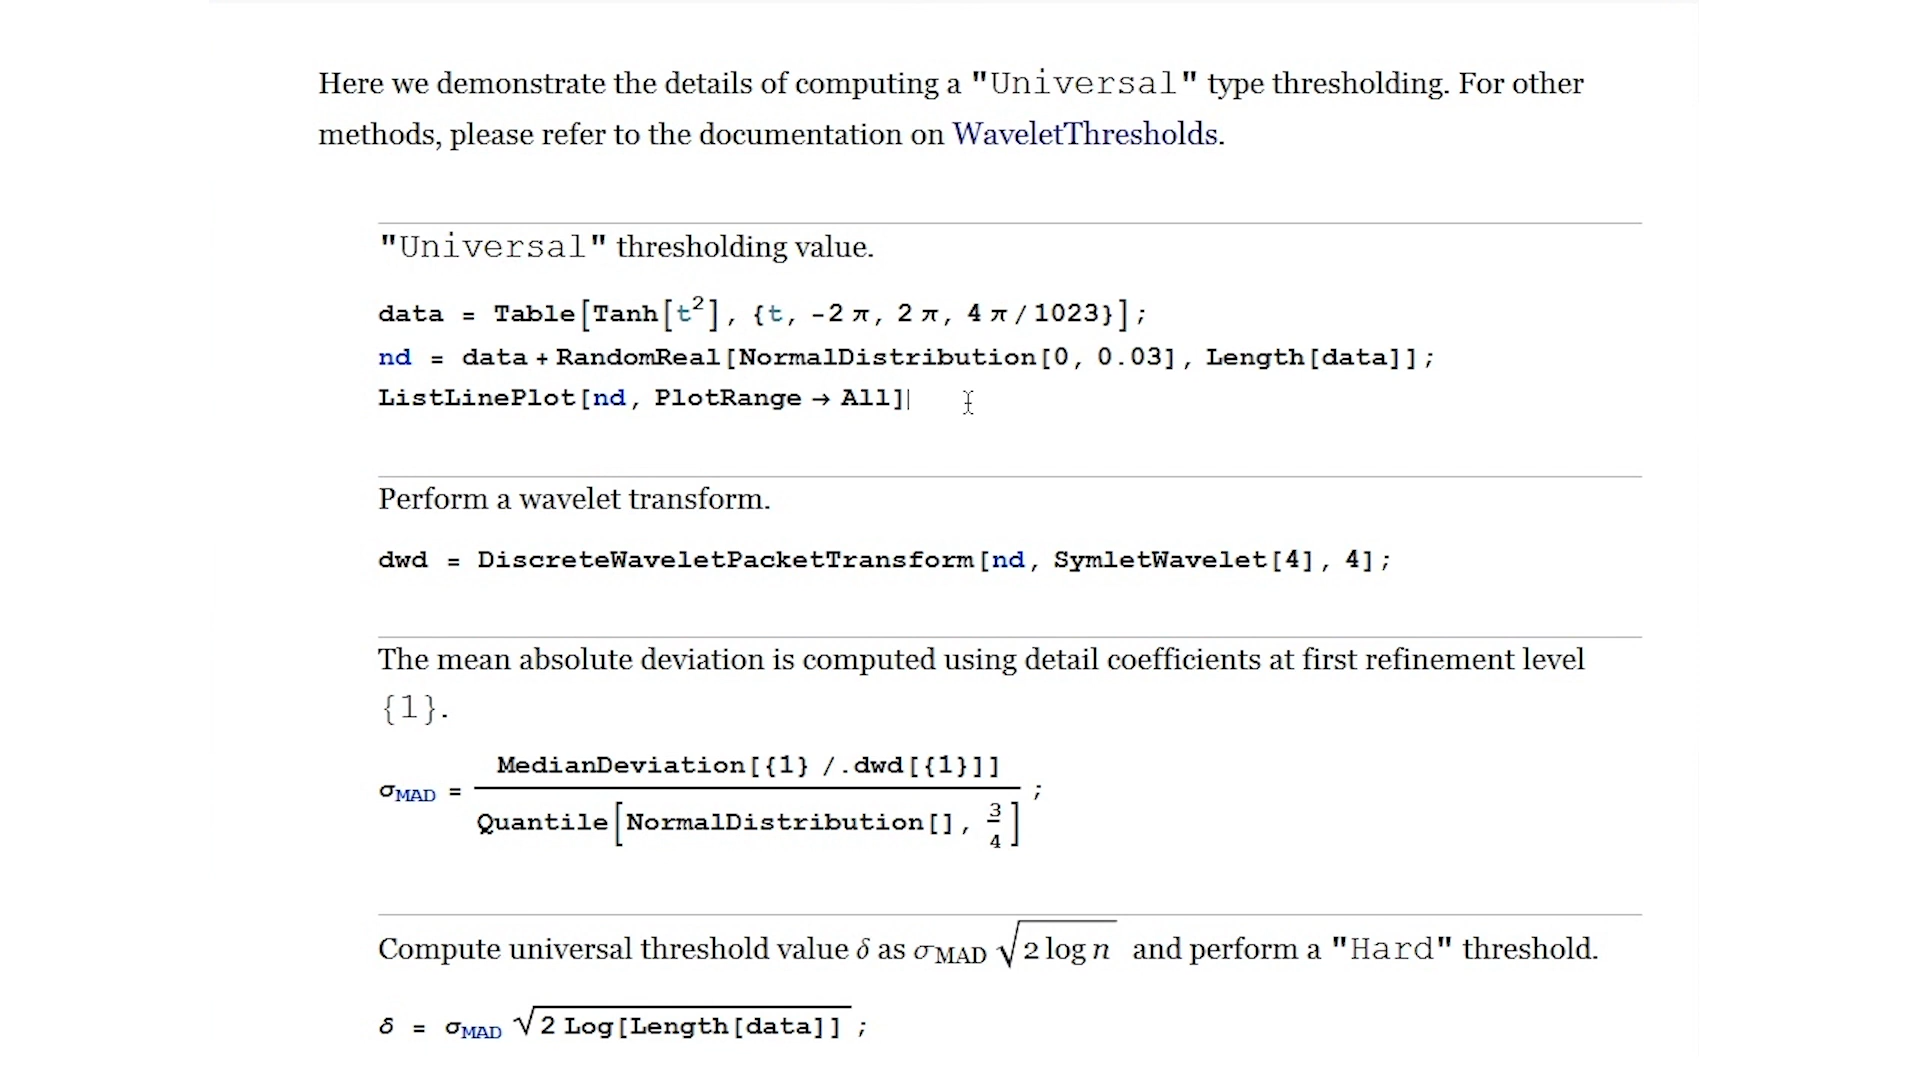 Here we demonstrate the details of computing a "Universal" type thresholding. For other
methods, please refer to the documentation on WaveletThresholds.
"Universal" thresholding value.
data = Table[Tanh[t²], {t, -2 π, 2 π, 4 π / 1023}];
nd = data + RandomReal[NormalDistribution[0, 0.03], Length[data]];
ListLinePlot[nd, PlotRange → All]
Perform a wavelet transform.
dwd = DiscreteWaveletPacketTransform[nd, SymletWavelet[4], 4];
The mean absolute deviation is computed using detail coefficients at first refinement level
{1}.
σMAD = MedianDeviation[{1} /. dwd[{1}]] / Quantile[NormalDistribution[], 3/4] ;
Compute universal threshold value δ as σMAD √2 log n and perform a "Hard" threshold.
δ = σMAD √2 Log[Length[data]] ;